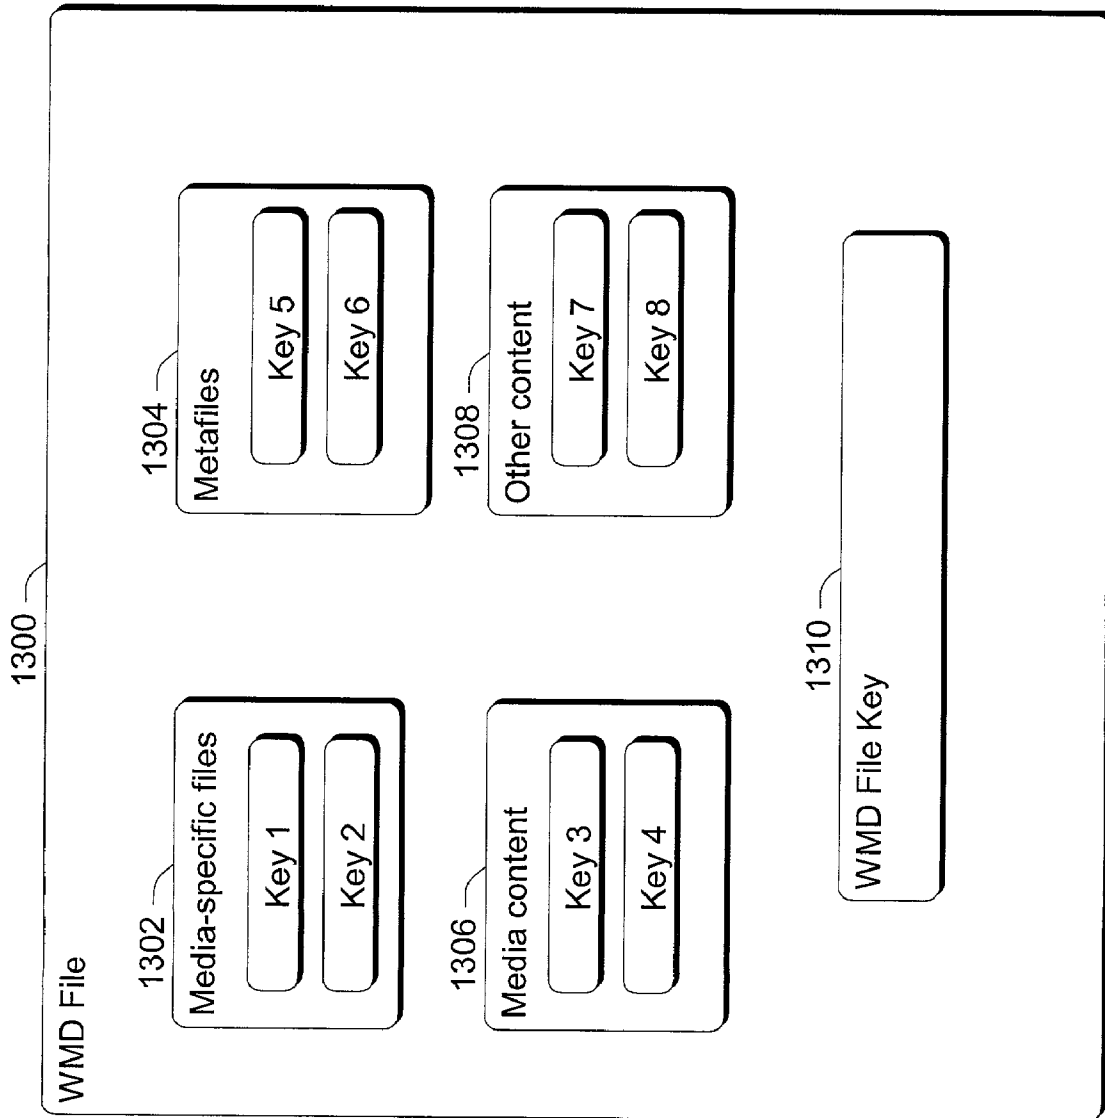 1300
WMD File
1302
Media-specific files
Key 1
Key 2
1304
Metafiles
Key 5
Key 6
1306
Media content
Key 3
Key 4
1308
Other content
Key 7
Key 8
1310
WMD File Key